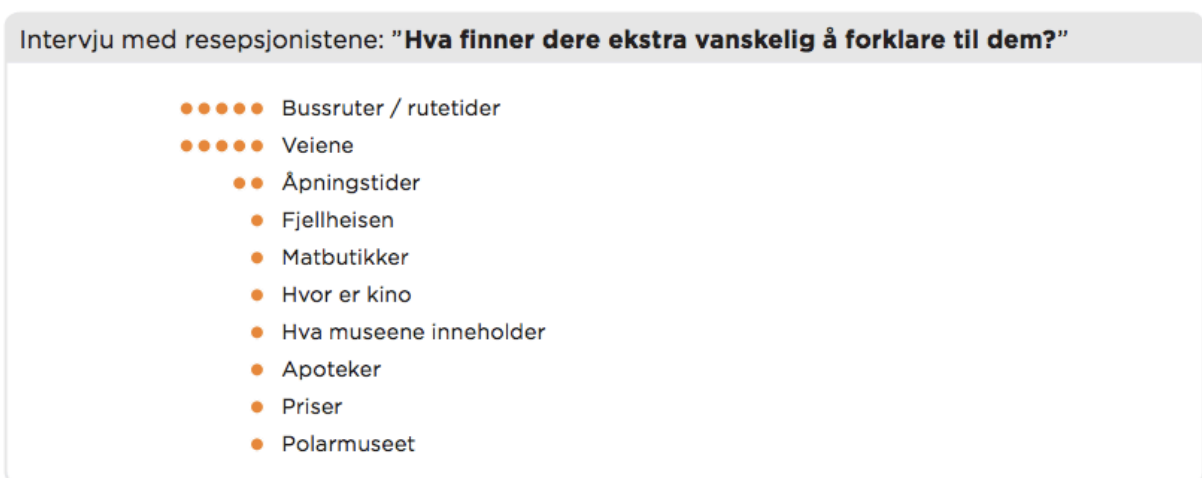 Intervju med resepsjonistene: ”Hva finner dere ekstra vanskelig å forklare til dem?”
Bussruter / rutetider
Veiene
Åpningstider
Fjellheisen
Matbutikker
Hvor er kino
Hva museene inneholder
Apoteker
Priser
Polarmuseet